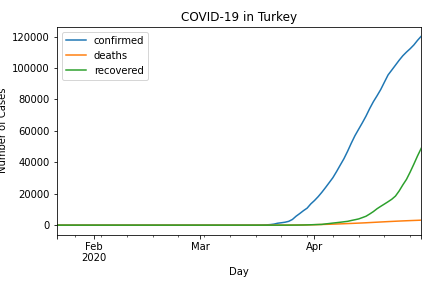 COVID-19 in Turkey
120000
100000
80000
60000
40000
20000
0
Number of Cases
confirmed
deaths
recovered
Feb
2020
Mar
Apr
Day